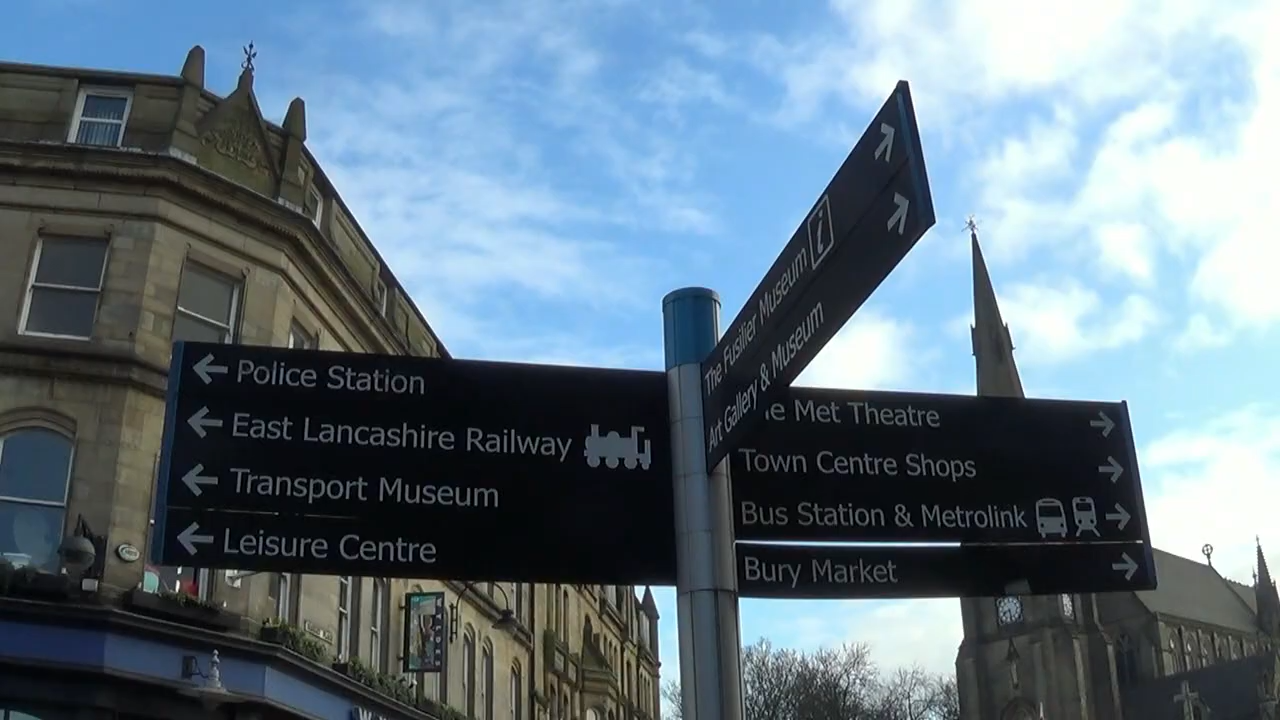 Police Station
East Lancashire Railway
Transport Museum
Leisure Centre
The Fusilier Museum i
Art Gallery & Museum
e Met Theatre
Town Centre Shops
Bus Station & Metrolink
Bury Market